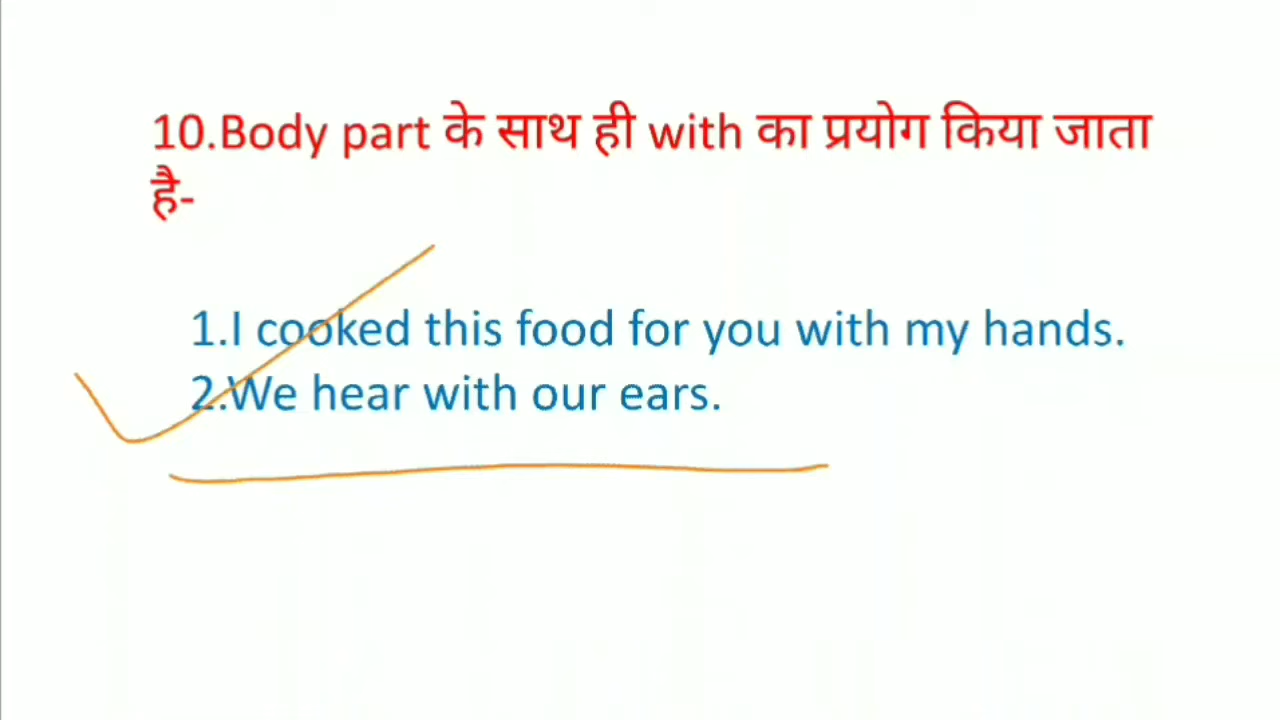 10.Body part के साथ ही with का प्रयोग किया जाता
है-
1.I cooked this food for you with my hands.
2.We hear with our ears.